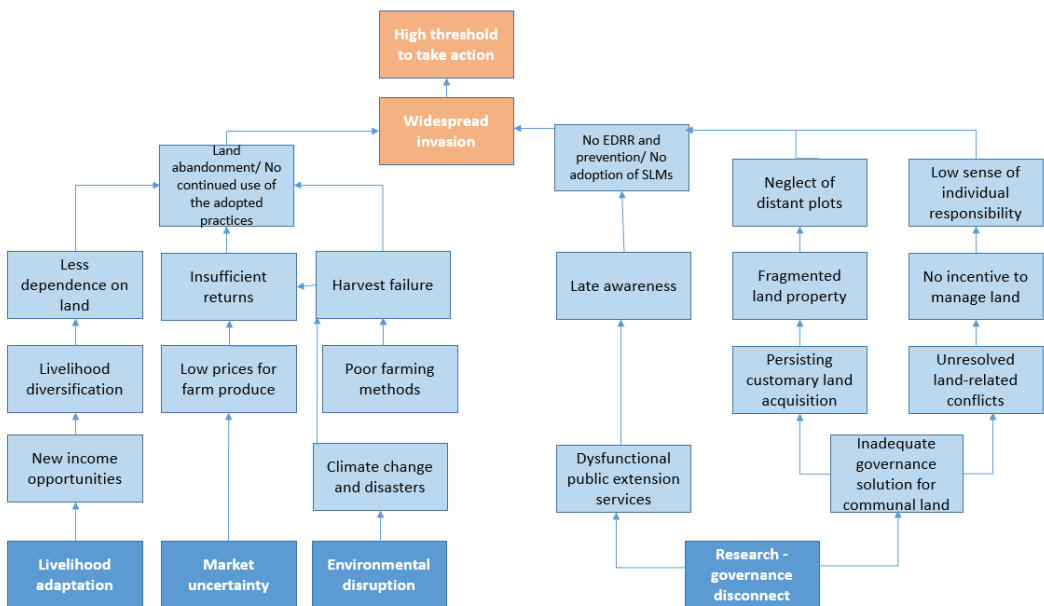 High threshold
to take action
Widespread
invasion
Land
abandonment/ No
continued use of
the adopted
practices
No EDRR and
prevention/ No
adoption of SLMs
Neglect of
distant plots
Low sense of
individual
responsibility
Less
dependence on
land
Insufficient
returns
Harvest failure
Late awareness
Fragmented
land property
No incentive to
manage land
Livelihood
diversification
Low prices for
farm produce
Poor farming
methods
Persisting
customary land
acquisition
Unresolved
land-related
conflicts
New income
opportunities
Climate change
and disasters
Dysfunctional
public extension
services
Inadequate
governance
solution for
communal land
Livelihood
adaptation
Market
uncertainty
Environmental
disruption
Research -
governance
disconnect